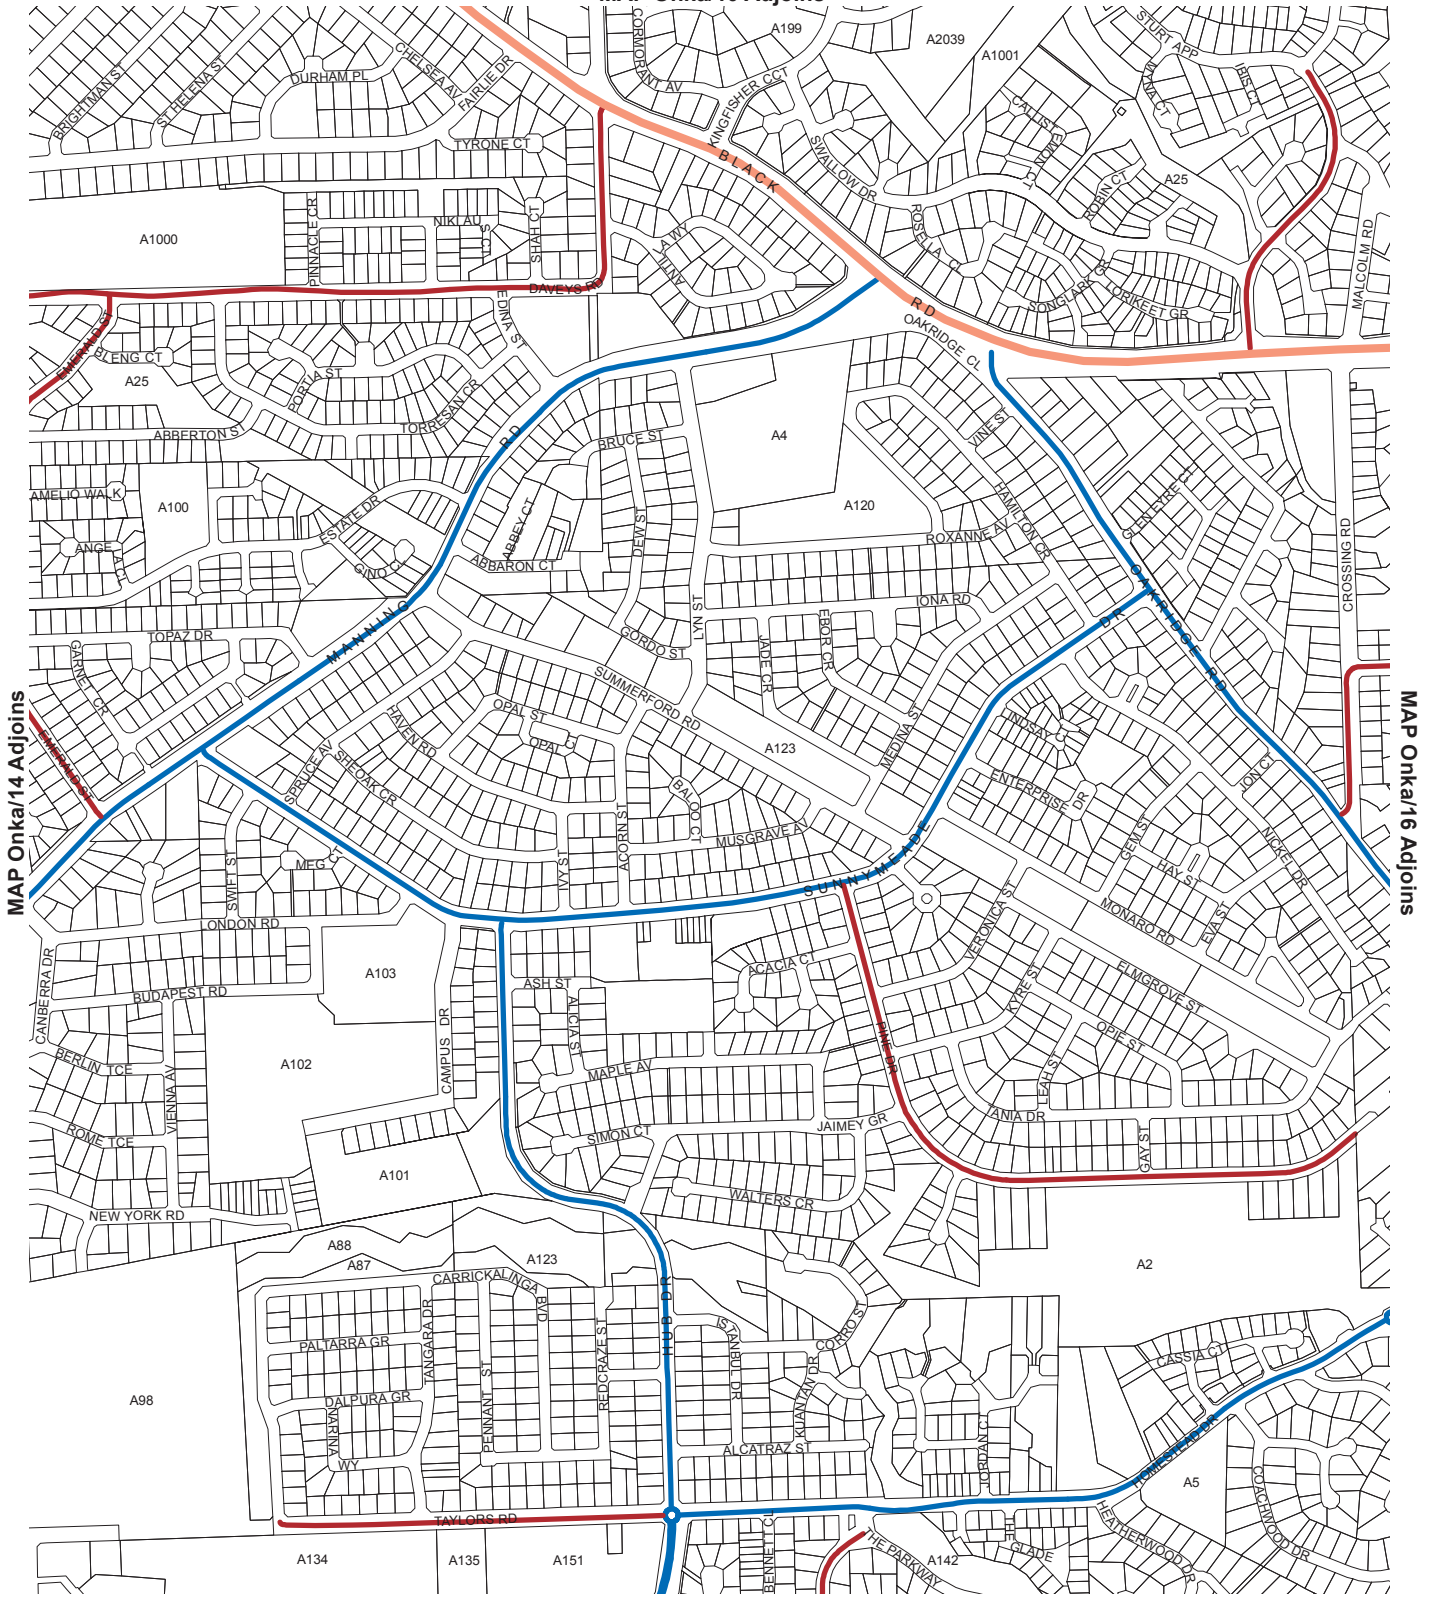 A199
A2039
A1001
STURT APP
CORMORANT AV
CHELSEA AV
FAIRLIE DR
DURHAM PL
ST HELENA ST
BRIGHTMAN ST
KINGFISHER CCT
MYNA CT
IBIS CL
CALLISTEMON CT
TYRONE CT
BLACK
SWALLOW DR
ROBIN CT
A25
PINNACLE CR
NIKLAUS CT
SHAH CT
A1000
ROSELLA CL
MALCOLM RD
DAVEYS RD
SONGLARK
LORIKEET GR
RD
OAKRIDGE CL
EDINA ST
EMERALD ST
BLENG CT
A25
PORTIA ST
TORRESAN CR
ABBERTON ST
RD
BRUCE ST
A4
VINE ST
AMELIO WALK
A100
ESTATE DR
ABBEY CT
DEW ST
A120
HAMILTON CR
GLEN EYRE CT
ROXANNE AV
GINO CL
ABBARON CT
CROSSING RD
MANNING
IONA RD
DR
OAKRIDGE RD
TOPAZ DR
GARNET CR
GORDO ST
LYN ST
JADE CR
EBOR CR
SUMMERFORD RD
MAP Onka/14 Adjoins
MAP Onka/16 Adjoins
EMERALD ST
OPAL ST
HAVEN RD
A123
MEDINA ST
LINDSAY CT
SPRUCE AV
SHEOAK CR
ENTERPRISE DR
JON CT
BALOO CT
ACORN ST
MUSGRAVE AV
IVY ST
SUNNYMEADE
GEM ST
HAY ST
NICKEL DR
SWIFT ST
MEG CT
LONDON RD
VERONICA ST
MONARO RD
EVA ST
CANBERRA DR
A103
ACACIA CT
ELMGROVE ST
BUDAPEST RD
ASH ST
ALICIA ST
KYRE ST
OPIE ST
BERLIN TCE
A102
CAMPUS DR
MAPLE AV
PINE DR
LEAH ST
VIENNA AV
ROME TCE
SIMON CT
JAIMEY GR
TANIA DR
GAY ST
A101
WALTERS CR
NEW YORK RD
A88
A87
A123
A2
CARRICKALINGA BVD
HUB DR
PALTARRA GR
TANGARA DR
PENNANT ST
REDCRAZE ST
ISTANBUL DR
CORRO ST
CASSIA CT
A98
DALPURA GR
NARINNA WY
KUANTAN DR
ALCATRAZ ST
JORDAN CT
HOMESTEAD DR
A5
COACHWOOD DR
TAYLORS RD
HEATHERWOOD DR
A134
A135
A151
BENNETT CL
THE PARKWAY
A142
THE GLADE